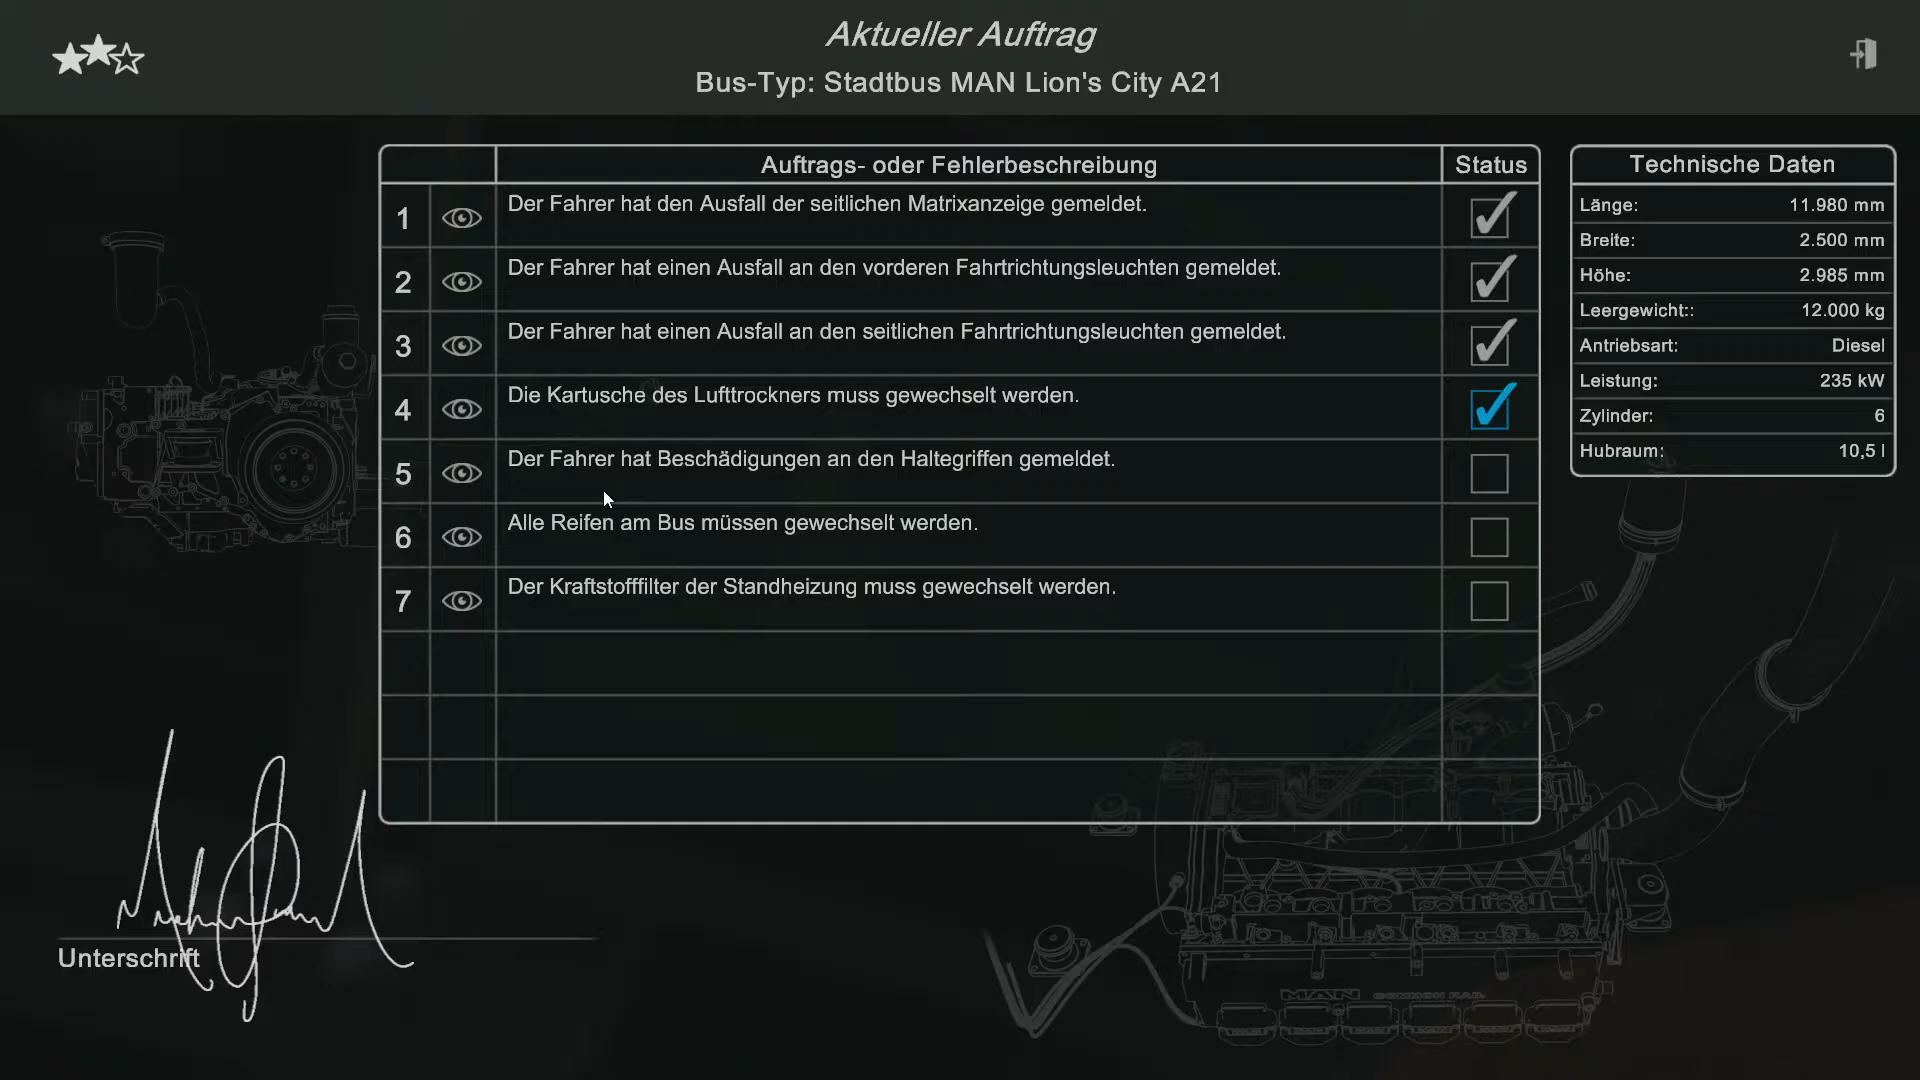 Aktueller Auftrag
Bus-Typ: Stadtbus MAN Lion's City A21
Auftrags- oder Fehlerbeschreibung Status
1 Der Fahrer hat den Ausfall der seitlichen Matrixanzeige gemeldet.
2 Der Fahrer hat einen Ausfall an den vorderen Fahrtrichtungsleuchten gemeldet.
3 Der Fahrer hat einen Ausfall an den seitlichen Fahrtrichtungsleuchten gemeldet.
4 Die Kartusche des Lufttrockners muss gewechselt werden.
5 Der Fahrer hat Beschädigungen an den Haltegriffen gemeldet.
6 Alle Reifen am Bus müssen gewechselt werden.
7 Der Kraftstofffilter der Standheizung muss gewechselt werden.
Technische Daten
Länge: 11.980 mm
Breite: 2.500 mm
Höhe: 2.985 mm
Leergewicht:: 12.000 kg
Antriebsart: Diesel
Leistung: 235 kW
Zylinder: 6
Hubraum: 10,5 l
Unterschrift
MAN COMMON RAIL